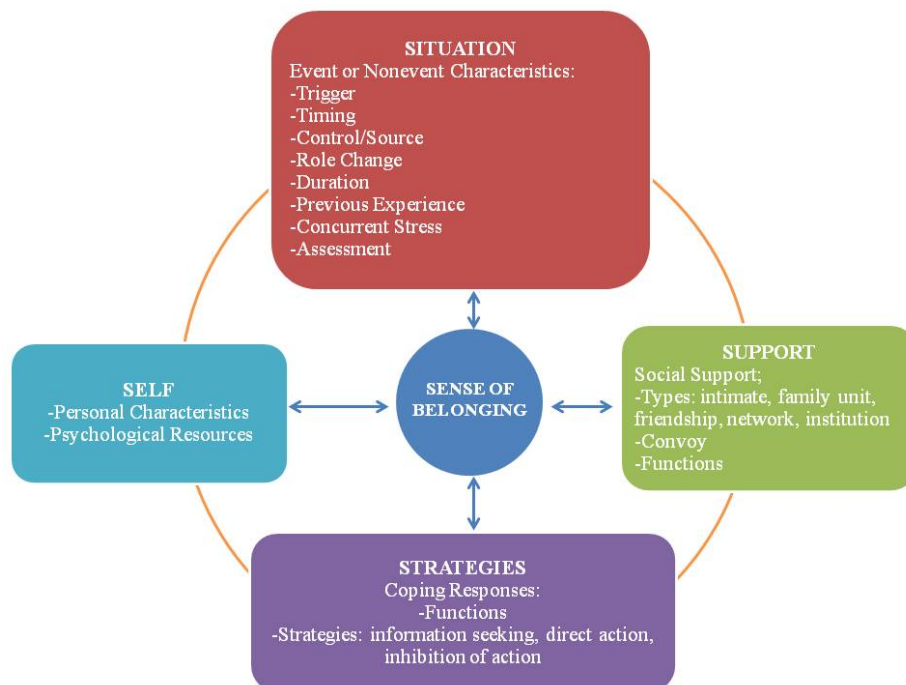 SITUATION
Event or Nonevent Characteristics:
-Trigger
-Timing
-Control/Source
-Role Change
-Duration
-Previous Experience
-Concurrent Stress
-Assessment
SELF
-Personal Characteristics
-Psychological Resources
SENSE OF
BELONGING
SUPPORT
Social Support;
-Types: intimate, family unit,
friendship, network, institution
-Convoy
-Functions
STRATEGIES
Coping Responses:
-Functions
-Strategies: information seeking, direct action,
inhibition of action